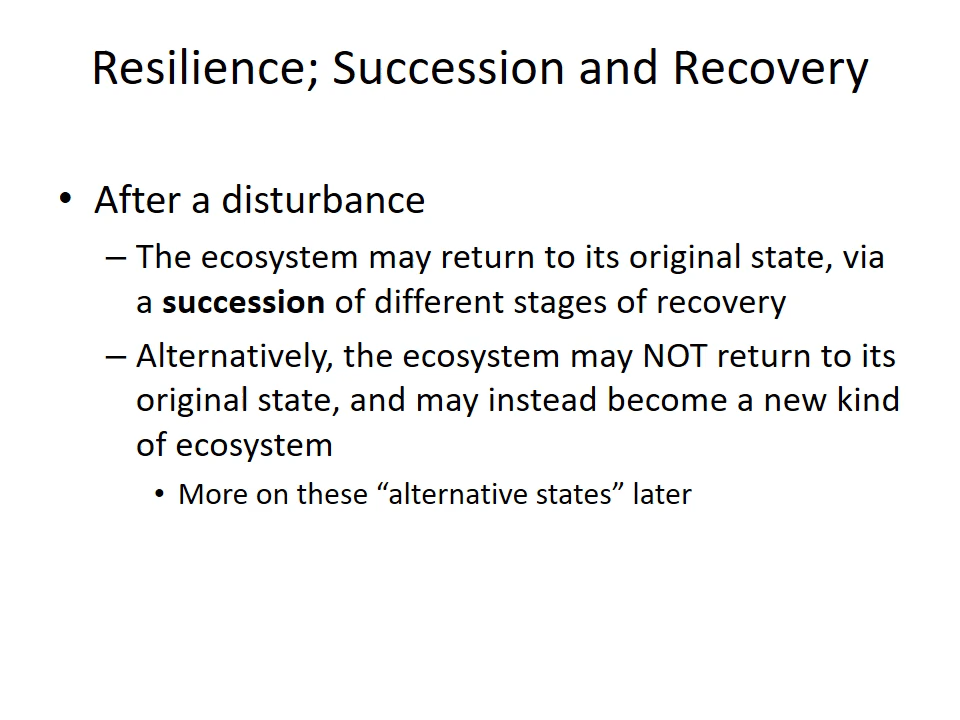 Resilience; Succession and Recovery
• After a disturbance
– The ecosystem may return to its original state, via
a succession of different stages of recovery
– Alternatively, the ecosystem may NOT return to its
original state, and may instead become a new kind
of ecosystem
• More on these “alternative states” later